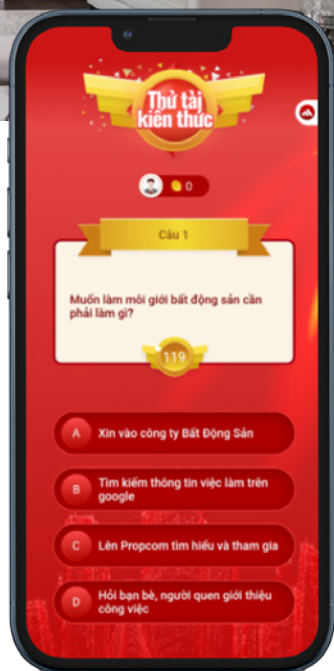 Thử tài
kiến thức
0
Câu 1
Muốn làm môi giới bất động sản cần
phải làm gì?
119
A Xin vào công ty Bất Động Sản
B Tìm kiếm thông tin việc làm trên
google
C Lên Propcom tìm hiểu và tham gia
D Hỏi bạn bè, người quen giới thiệu
công việc